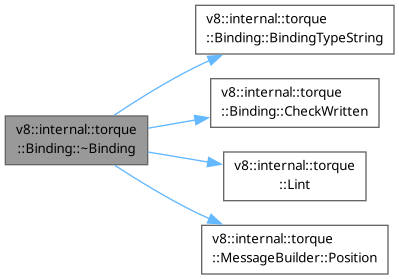 v8::internal::torque
::Binding::~Binding
v8::internal::torque
::Binding::BindingTypeString
v8::internal::torque
::Binding::CheckWritten
v8::internal::torque
::Lint
v8::internal::torque
::MessageBuilder::Position